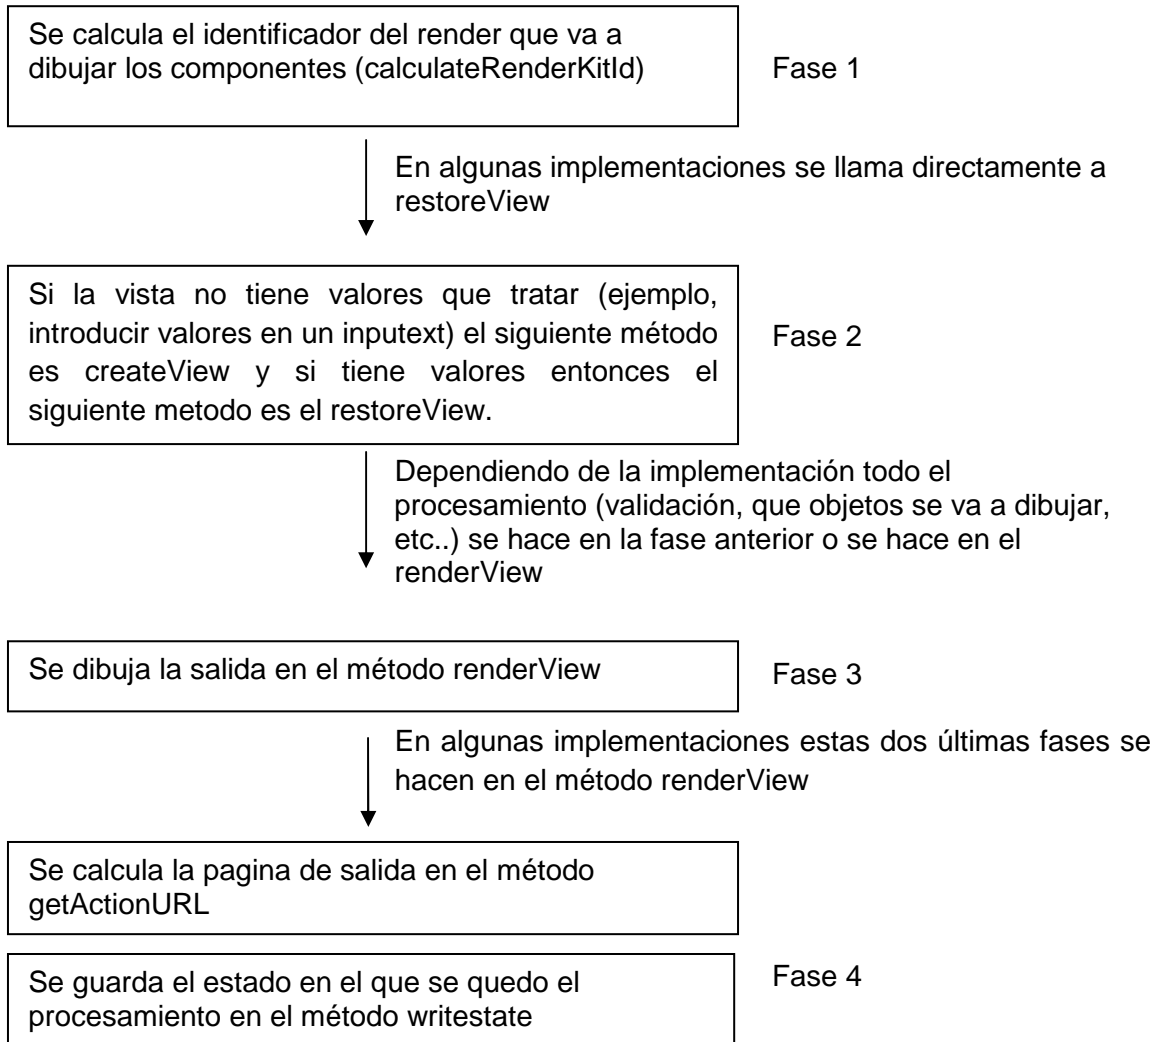 Se calcula el identificador del render que va a
dibujar los componentes (calculateRenderKitId)
Fase 1
En algunas implementaciones se llama directamente a
restoreView
Si la vista no tiene valores que tratar (ejemplo,
introducir valores en un inputext) el siguiente método
es createView y si tiene valores entonces el
siguiente metodo es el restoreView.
Fase 2
Dependiendo de la implementación todo el
procesamiento (validación, que objetos se va a dibujar,
etc..) se hace en la fase anterior o se hace en el
renderView
Se dibuja la salida en el método renderView
Fase 3
En algunas implementaciones estas dos últimas fases se
hacen en el método renderView
Se calcula la pagina de salida en el método
getActionURL
Se guarda el estado en el que se quedo el
procesamiento en el método writestate
Fase 4